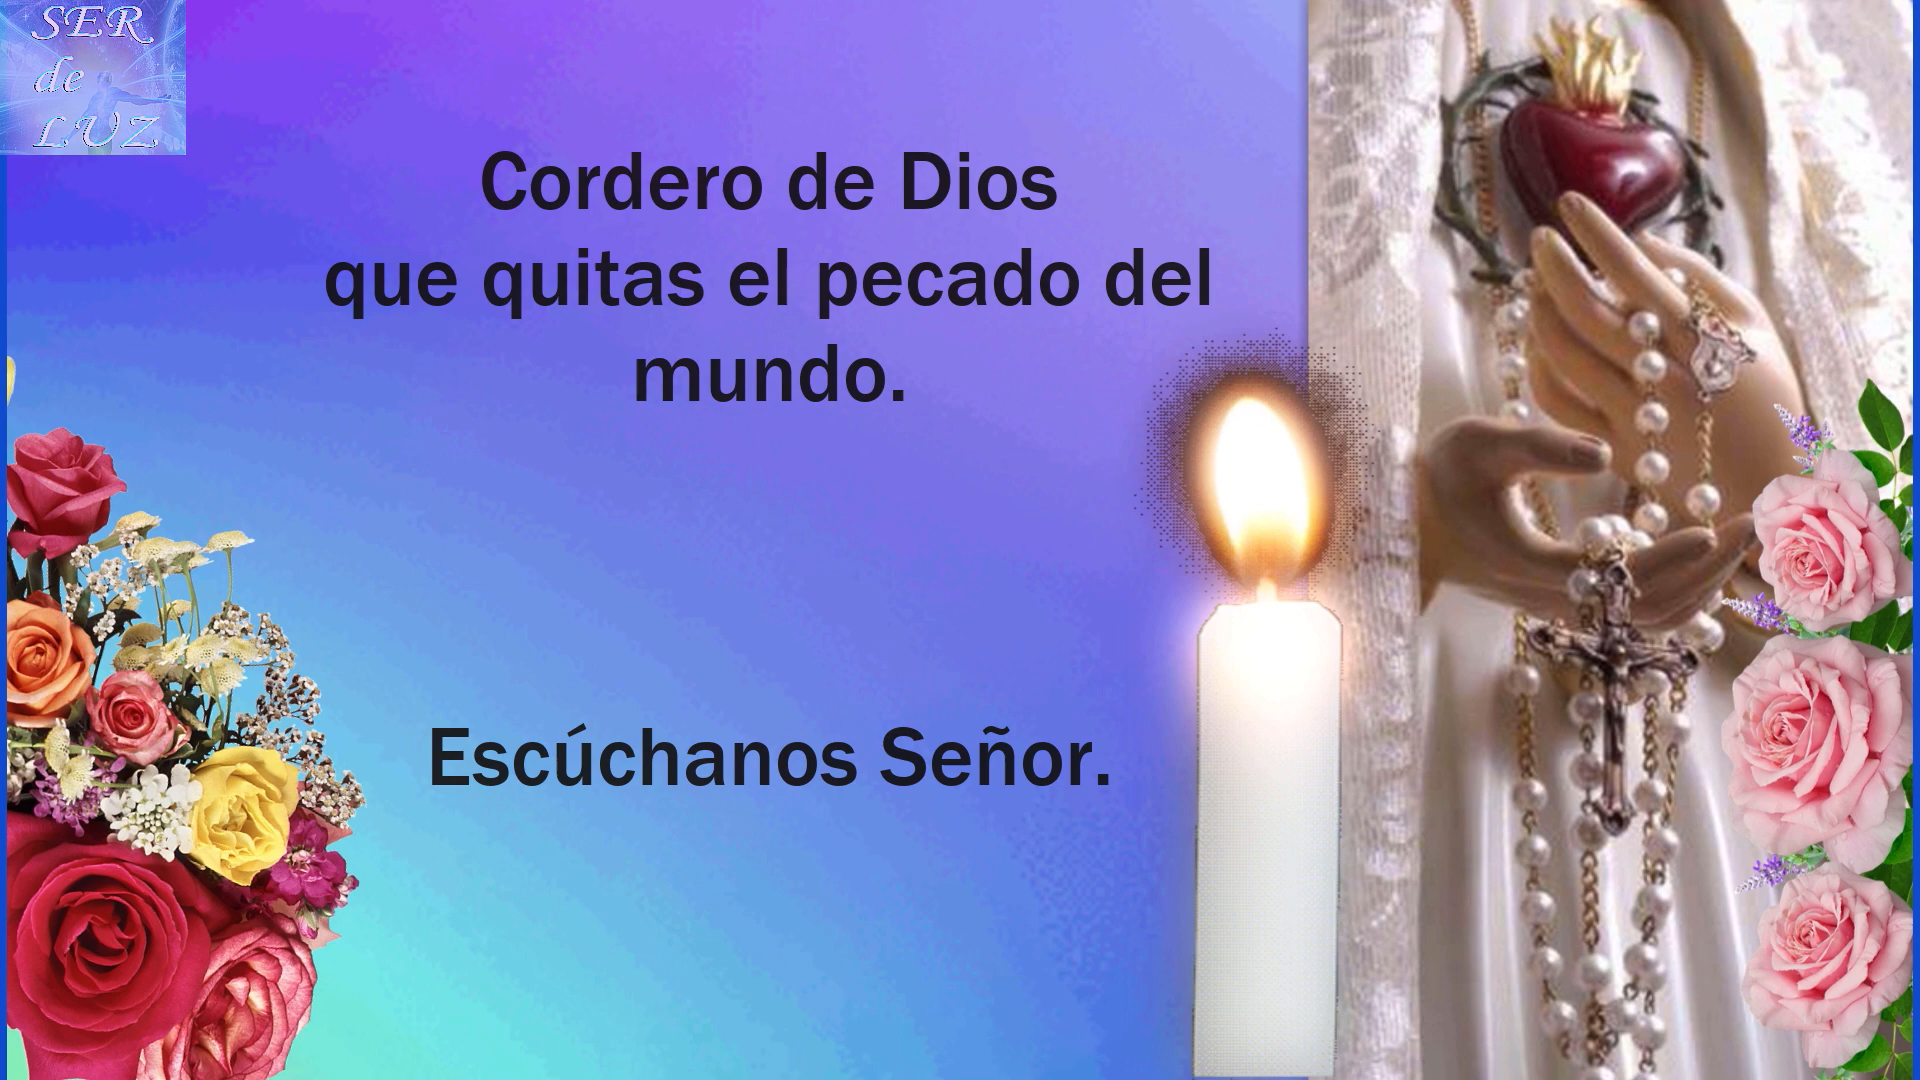 SER
de
LUZ
Cordero de Dios
que quitas el pecado del
mundo.
Escúchanos Señor.